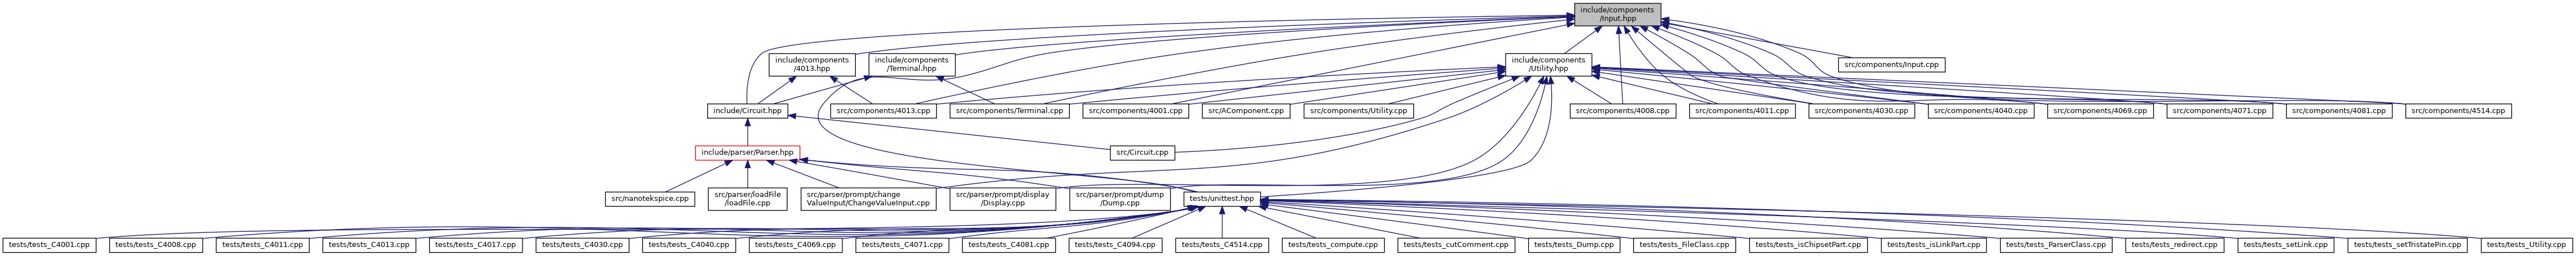 include/components
/Input.hpp
include/components
/4013.hpp
include/components
/Terminal.hpp
include/components
/Utility.hpp
src/components/Input.cpp
include/Circuit.hpp
src/components/4013.cpp
src/components/Terminal.cpp
src/components/4001.cpp
src/AComponent.cpp
src/components/Utility.cpp
src/components/4008.cpp
src/components/4011.cpp
src/components/4030.cpp
src/components/4040.cpp
src/components/4069.cpp
src/components/4071.cpp
src/components/4081.cpp
src/components/4514.cpp
include/parser/Parser.hpp
src/Circuit.cpp
src/nanotekspice.cpp
src/parser/loadFile
/loadFile.cpp
src/parser/prompt/change
ValueInput/ChangeValueInput.cpp
src/parser/prompt/display
/Display.cpp
src/parser/prompt/dump
/Dump.cpp
tests/unittest.hpp
tests/tests_C4001.cpp
tests/tests_C4008.cpp
tests/tests_C4011.cpp
tests/tests_C4013.cpp
tests/tests_C4017.cpp
tests/tests_C4030.cpp
tests/tests_C4040.cpp
tests/tests_C4069.cpp
tests/tests_C4071.cpp
tests/tests_C4081.cpp
tests/tests_C4094.cpp
tests/tests_C4514.cpp
tests/tests_compute.cpp
tests/tests_cutComment.cpp
tests/tests_Dump.cpp
tests/tests_FileClass.cpp
tests/tests_isChipsetPart.cpp
tests/tests_isLinkPart.cpp
tests/tests_ParserClass.cpp
tests/tests_redirect.cpp
tests/tests_setLink.cpp
tests/tests_setTristatePin.cpp
tests/tests_Utility.cpp